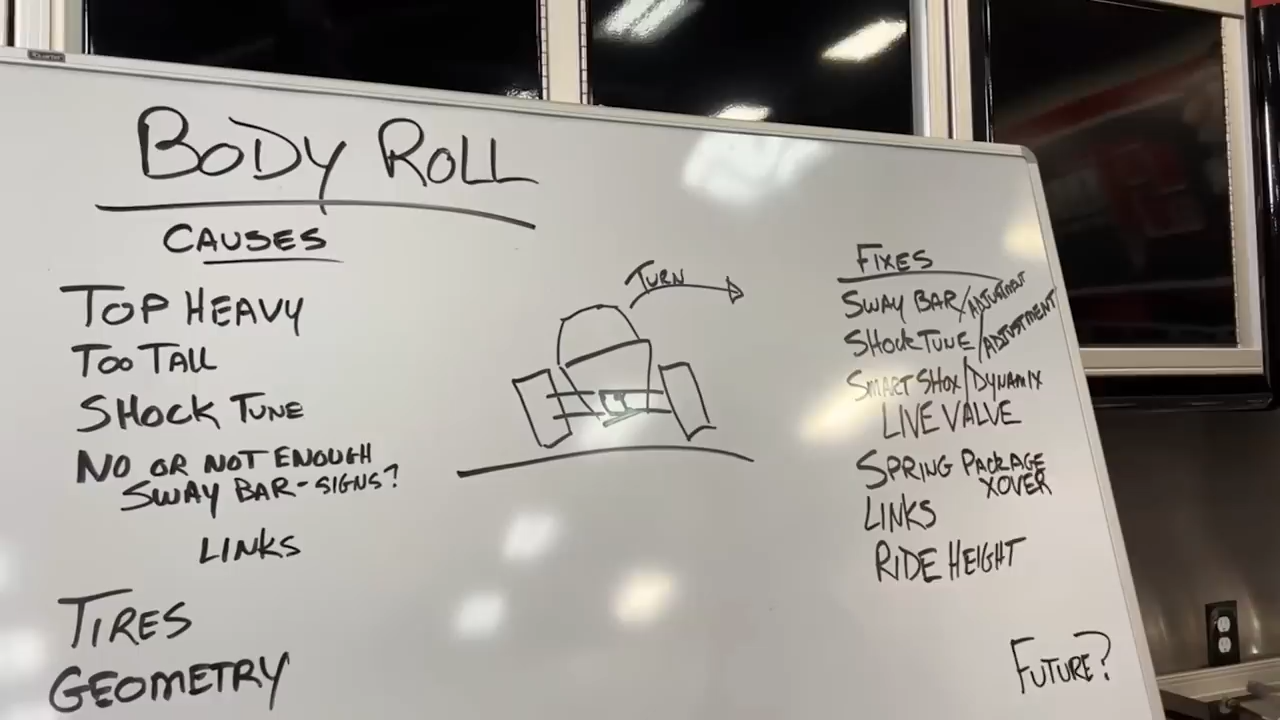 BODY ROLL
CAUSES
TOP HEAVY
TOO TALL
SHOCK TUNE
NO OR NOT ENOUGH
SWAY BAR-SIGNS?
LINKS
TIRES
GEOMETRY
TURN
FIXES
SWAY BAR/ADJUSTMENT
SHOCK TUNE/ADJUSTMENT
SMART SHOX/DYNAMIX
LIVE VALVE
SPRING PACKAGE
XOVER
LINKS
RIDE HEIGHT
FUTURE?